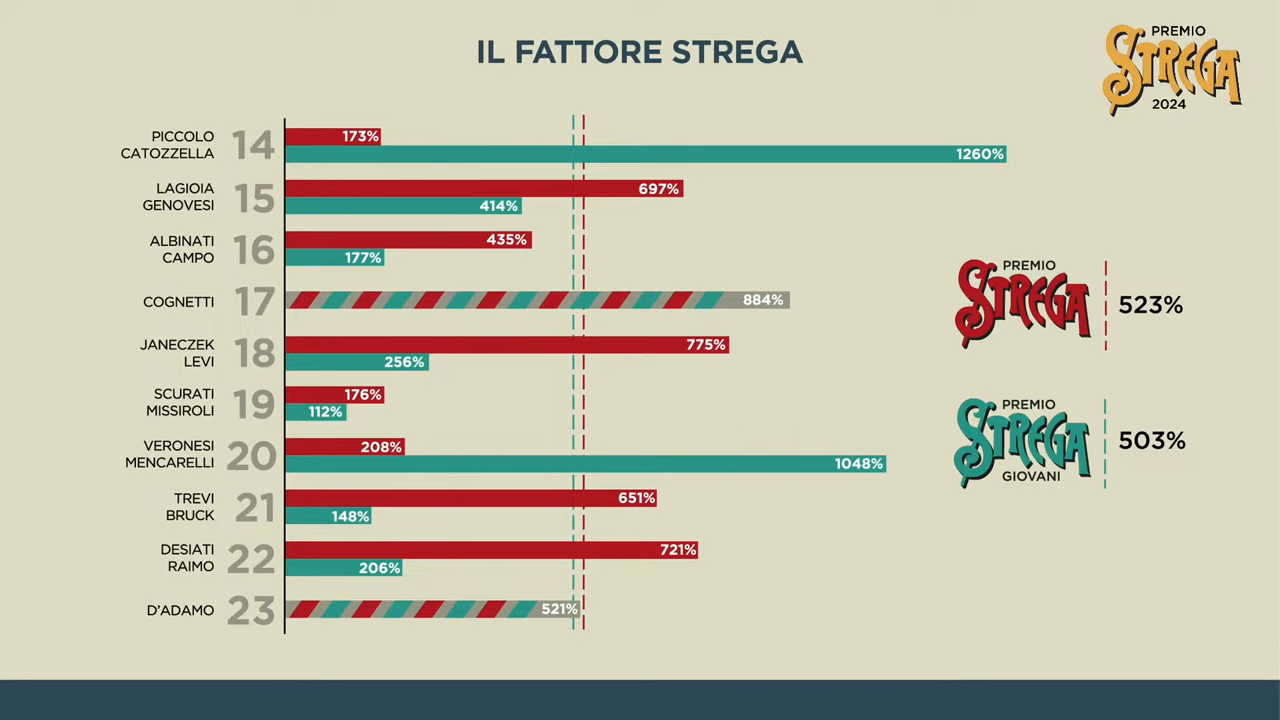 IL FATTORE STREGA
PREMIO
STREGA
2024
PICCOLO
CATOZZELLA
14
173%
1260%
LAGIOIA
GENOVESI
15
697%
414%
ALBINATI
CAMPO
16
435%
177%
COGNETTI
17
884%
JANECZEK
LEVI
18
775%
256%
SCURATI
MISSIROLI
19
176%
112%
VERONESI
MENCARELLI
20
208%
1048%
TREVI
BRUCK
21
651%
148%
DESIATI
RAIMO
22
721%
206%
D'ADAMO
23
521%
PREMIO
STREGA
523%
PREMIO
STREGA
GIOVANI
503%